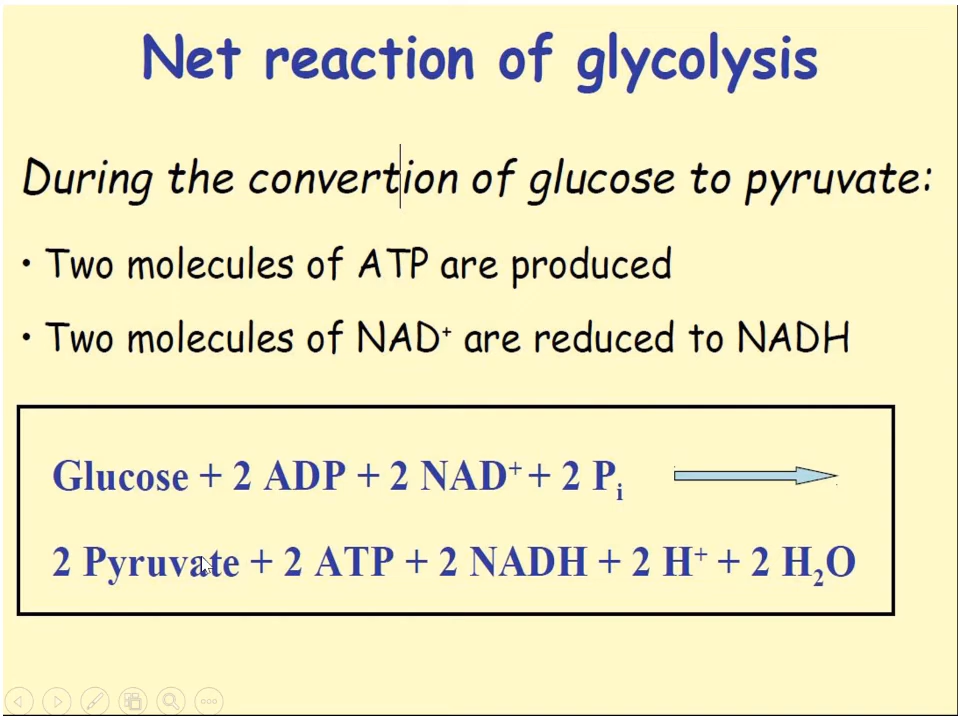 Net reaction of glycolysis
During the convertion of glucose to pyruvate:
• Two molecules of ATP are produced
• Two molecules of NAD⁺ are reduced to NADH
Glucose + 2 ADP + 2 NAD⁺ + 2 Pᵢ
2 Pyruvate + 2 ATP + 2 NADH + 2 H⁺ + 2 H₂O